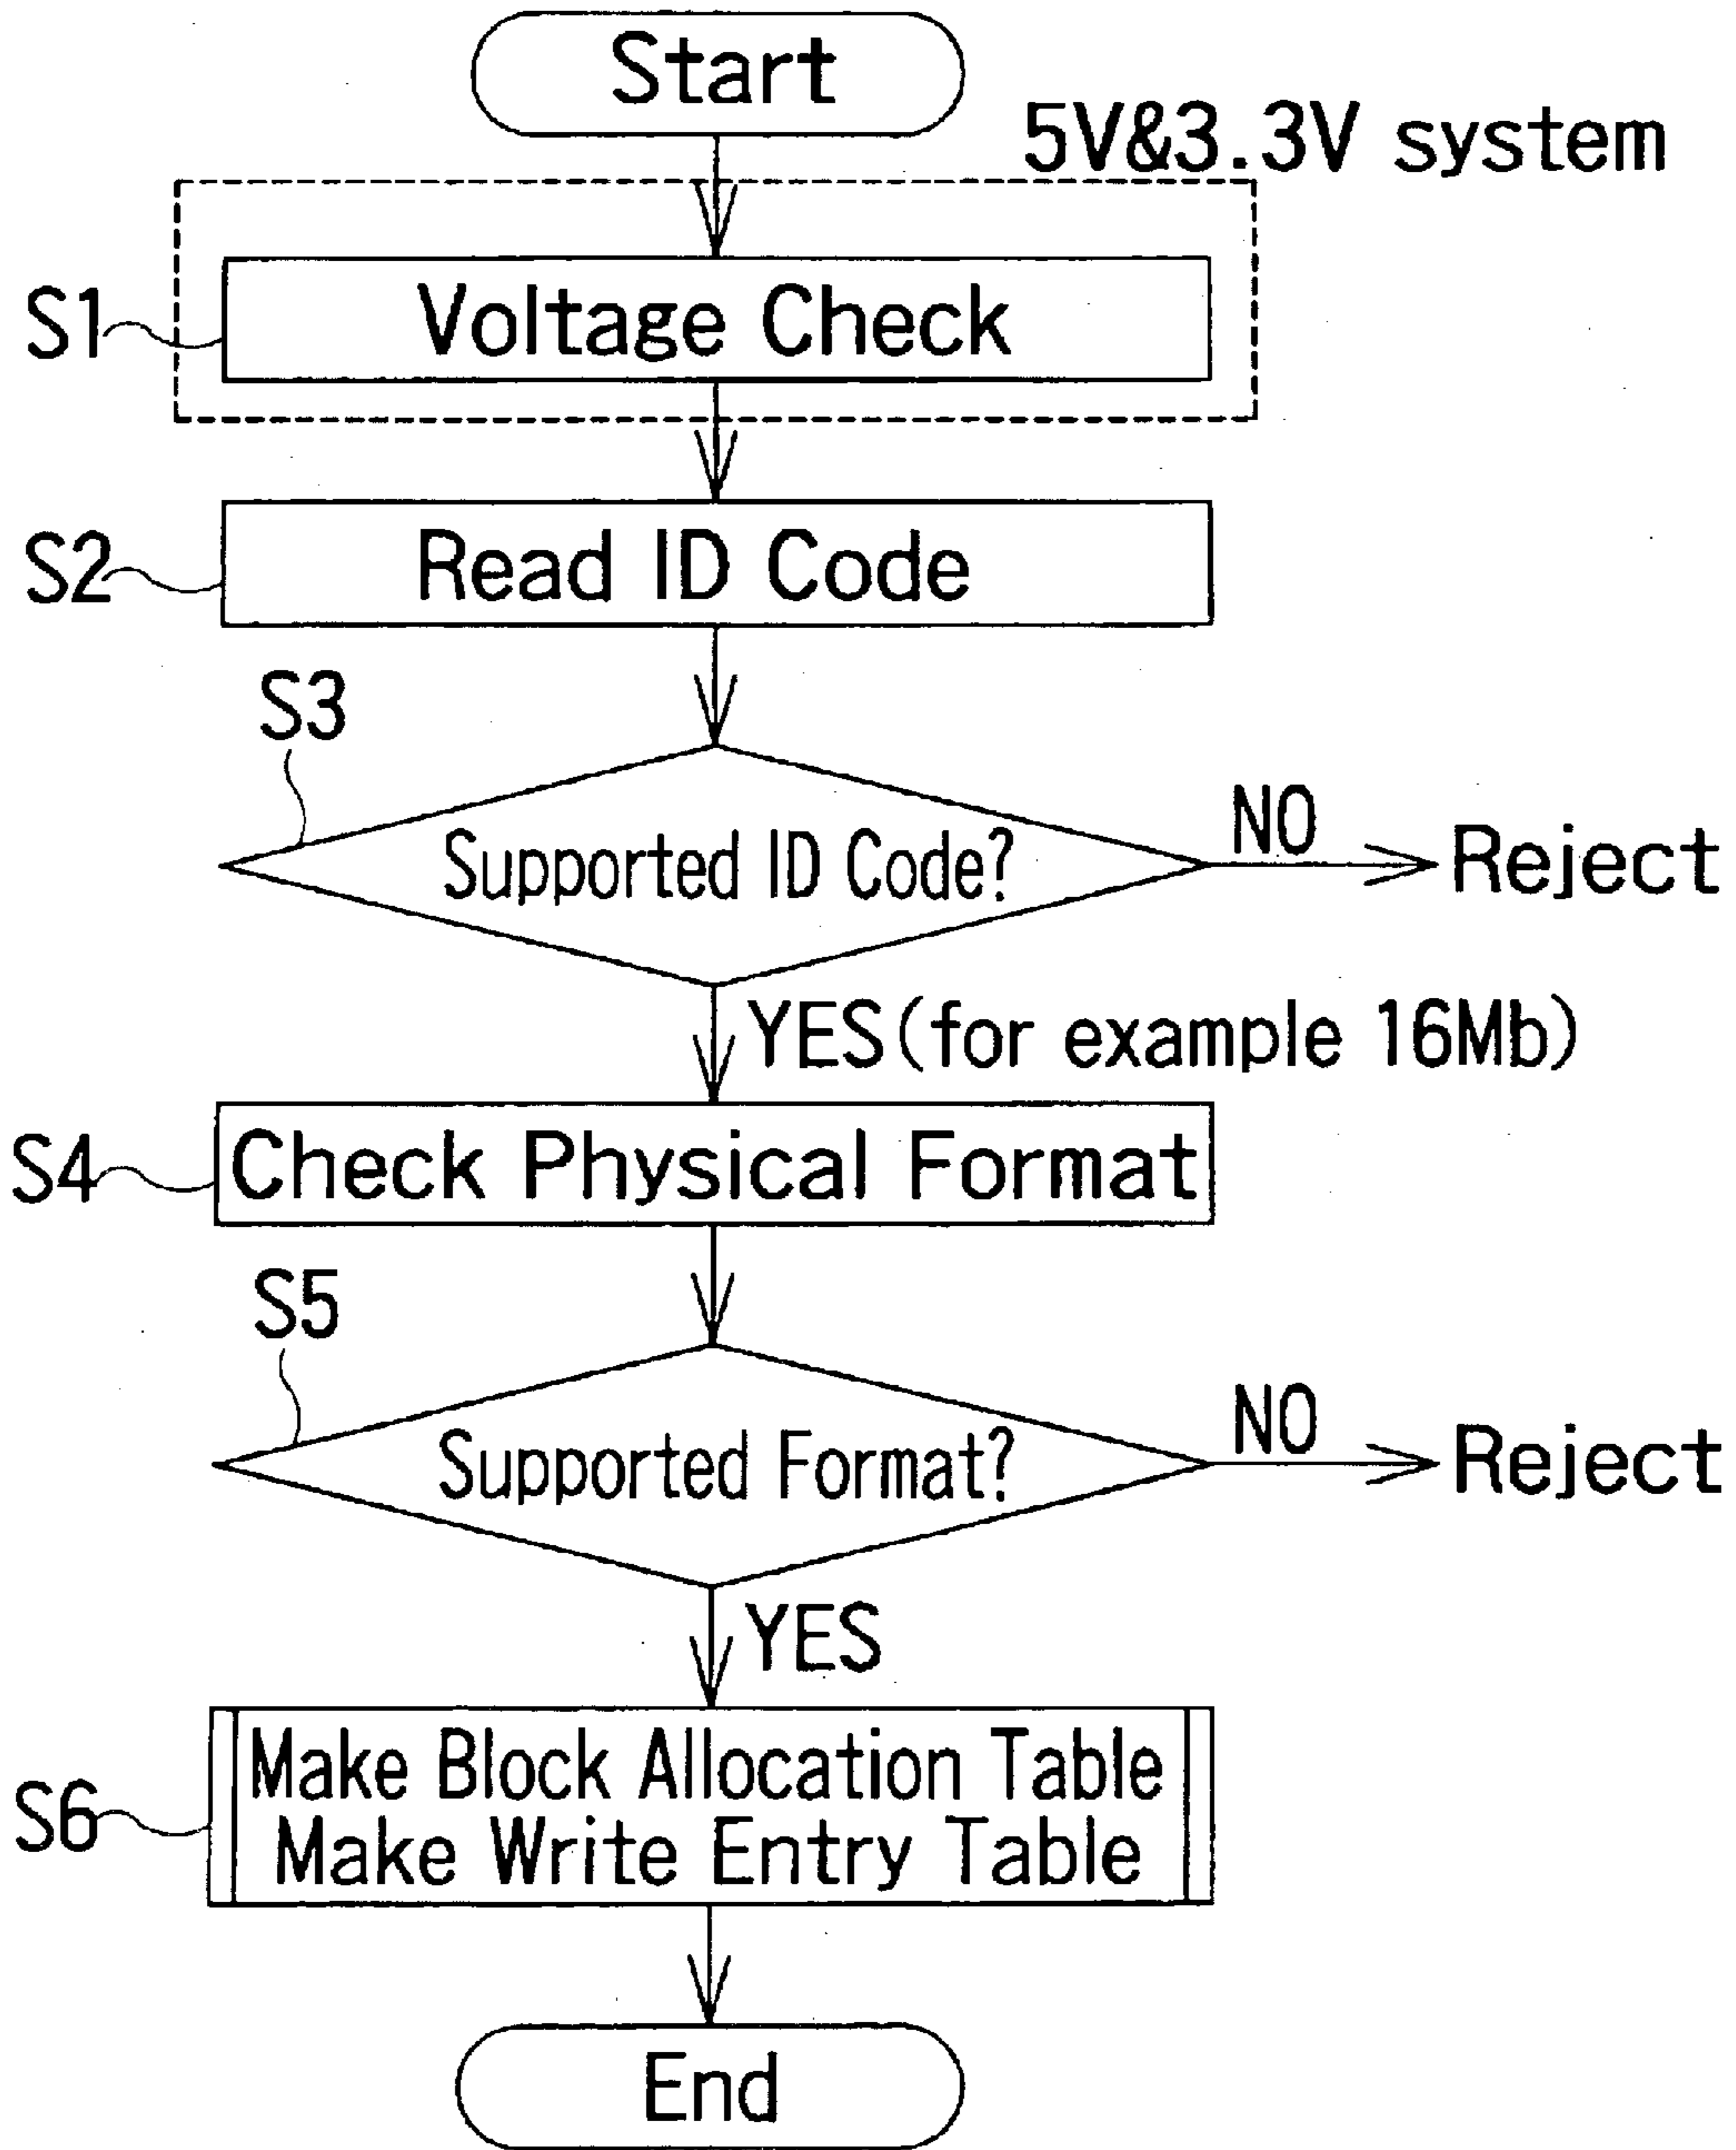 Start
5V&3.3V system
S1
Voltage Check
S2
Read ID Code
S3
Supported ID Code?
NO
Reject
YES(for example 16Mb)
S4
Check Physical Format
S5
Supported Format?
NO
Reject
YES
S6
Make Block Allocation Table
Make Write Entry Table
End